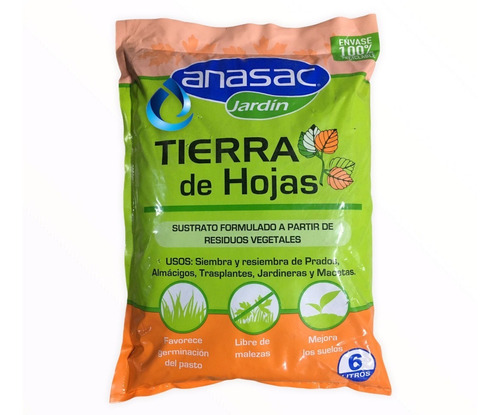 ENVASE
100%
anasac
Jardín
TIERRA
de Hojas
SUSTRATO FORMULADO A PARTIR DE
RESIDUOS VEGETALES
USOS: Siembra y resiembra de Prados,
Almácigos, Trasplantes, Jardineras y Macetas.
Favorece
germinación
del pasto
Libre de
malezas
Mejora
los suelos
6
LITROS